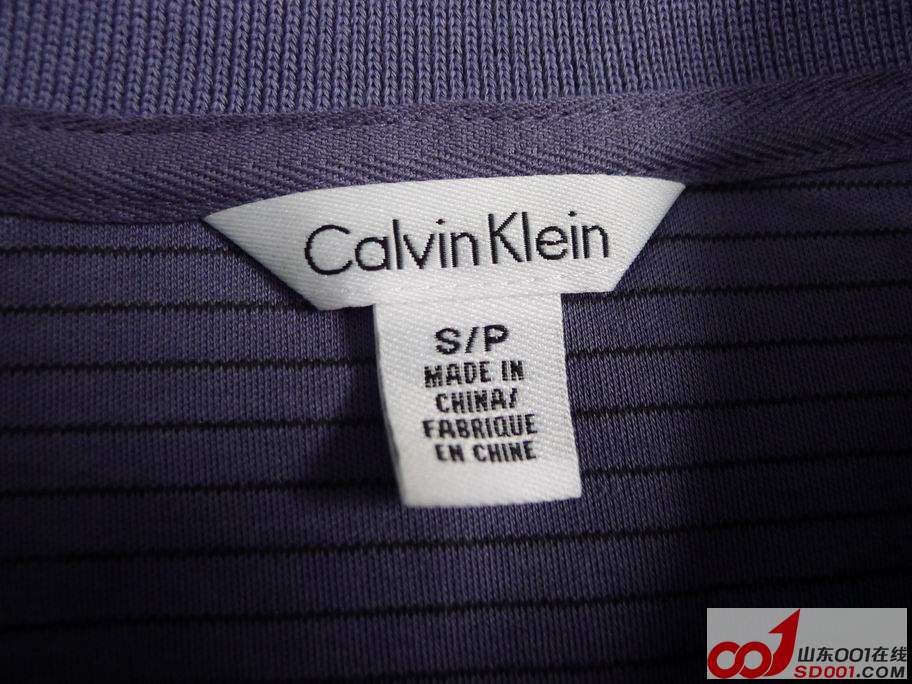 Calvin Klein
S/P
MADE IN
CHINA/
FABRIQUE
EN CHINE
山东001在线
SD001.COM